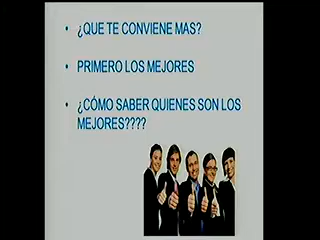 ¿QUE TE CONVIENE MAS?
PRIMERO LOS MEJORES
¿CÓMO SABER QUIENES SON LOS
MEJORES????